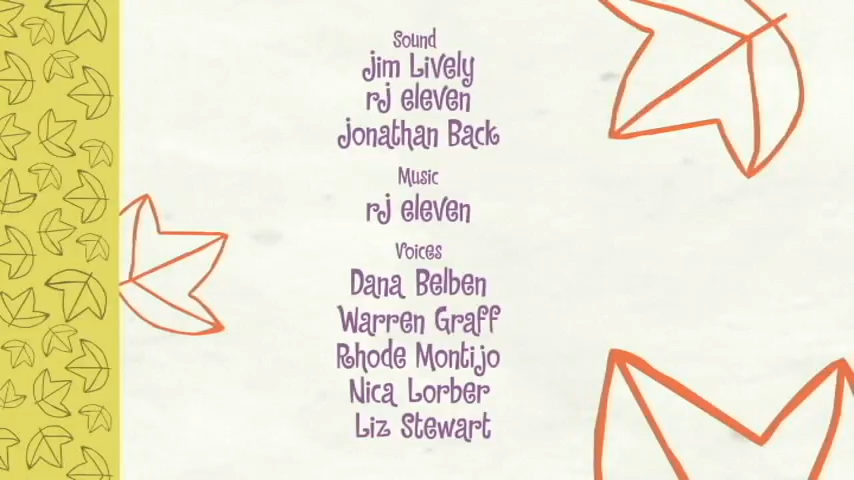 Sound
Jim Lively
rj eleven
Jonathan Back
Music
rj eleven
Voices
Dana Belben
Warren Graff
Rhode Montijo
Nica Lorber
Liz Stewart